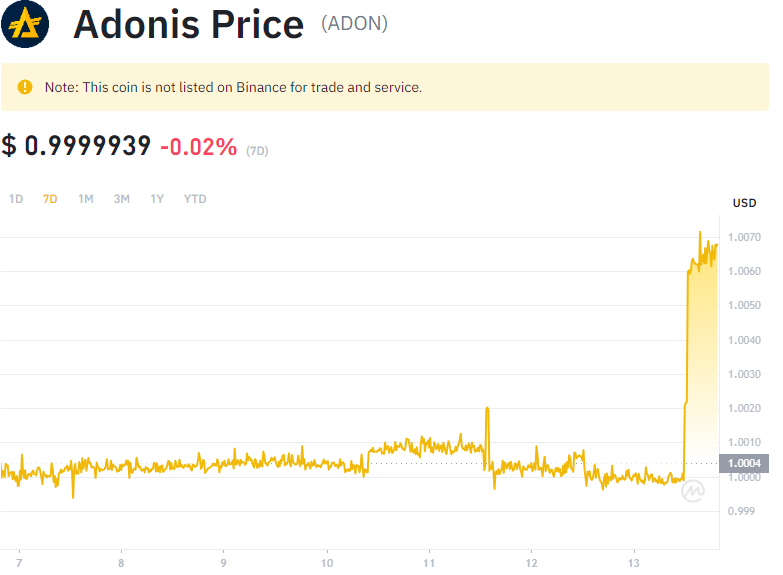 Adonis Price (ADON)
Note: This coin is not listed on Binance for trade and service.
$ 0.9999939 -0.02% (7D)
1D 7D 1M 3M 1Y YTD
USD
1.0070
1.0060
1.0050
1.0040
1.0030
1.0020
1.0010
1.0004
1.0000
0.999
7 8 9 10 11 12 13